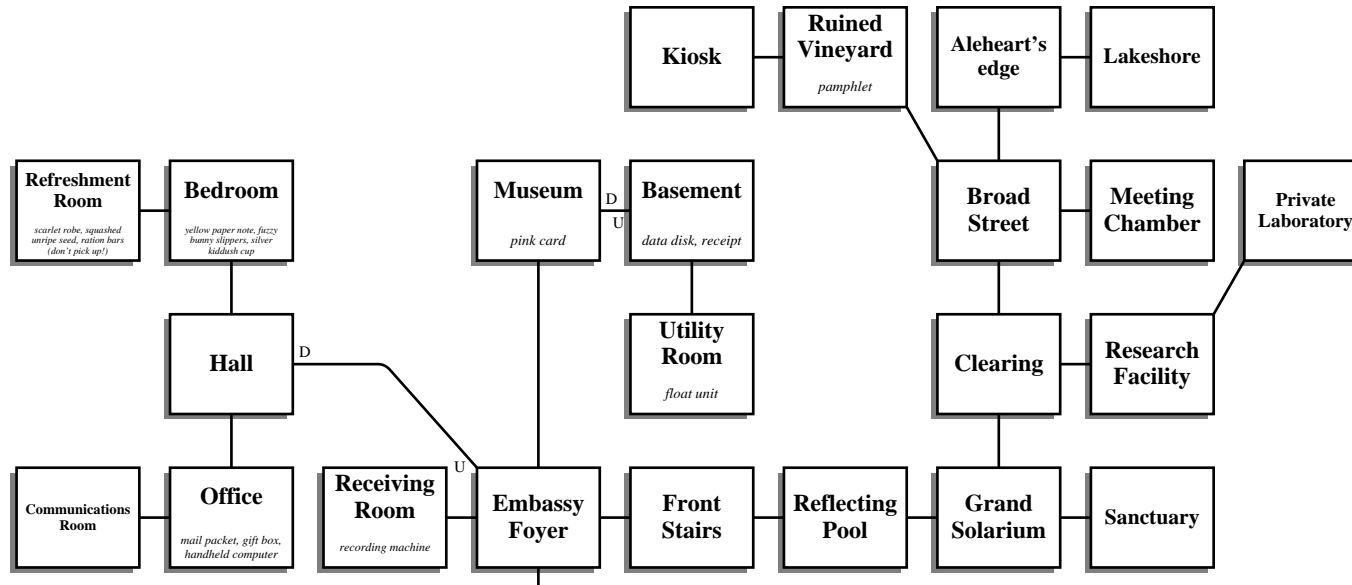 Kiosk
Ruined
Vineyard
pamphlet
Aleheart's
edge
Lakeshore
Refreshment
Room
scarlet robe, squashed
unripe seed, ration bars
(don't pick up!)
Bedroom
yellow paper note, fuzzy
bunny slippers, silver
kiddush cup
Museum
pink card
D
U
Basement
data disk, receipt
Broad
Street
Meeting
Chamber
Private
Laboratory
Hall
D
Utility
Room
float unit
Clearing
Research
Facility
Communications
Room
Office
mail packet, gift box,
handheld computer
Receiving
Room
recording machine
U
Embassy
Foyer
Front
Stairs
Reflecting
Pool
Grand
Solarium
Sanctuary